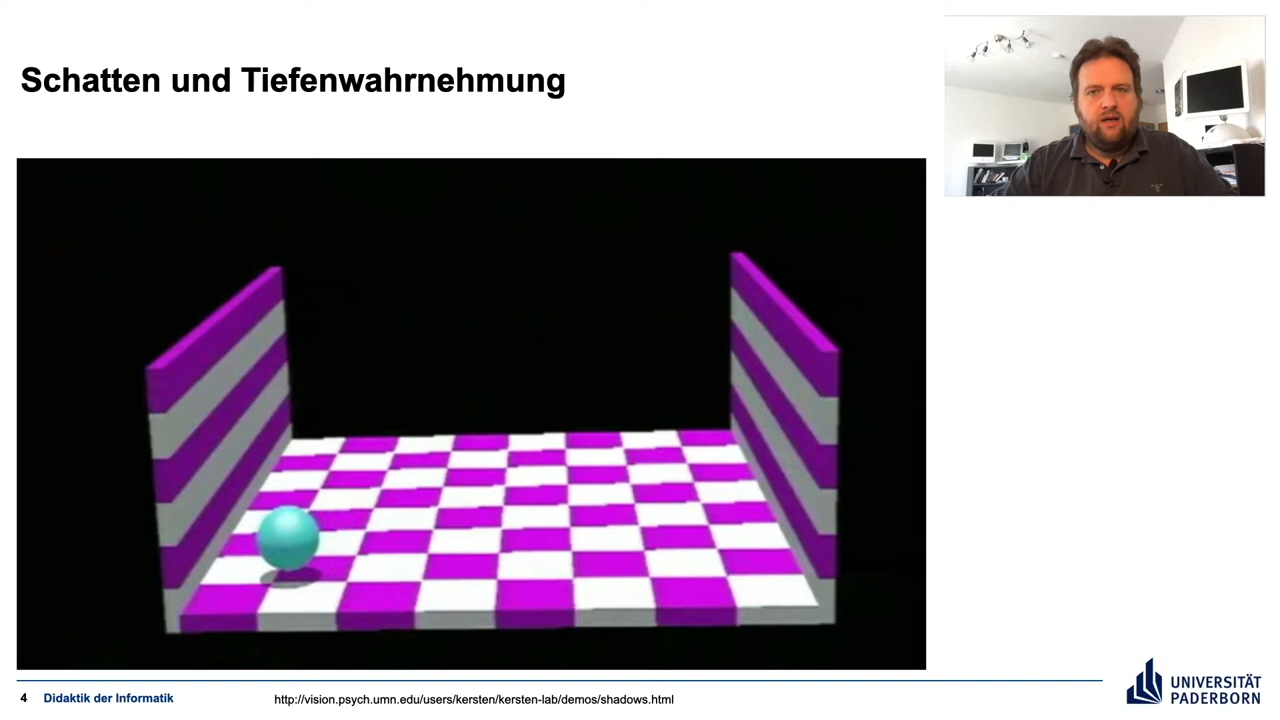 Schatten und Tiefenwahrnehmung
4 Didaktik der Informatik http://vision.psych.umn.edu/users/kersten/kersten-lab/demos/shadows.html
UNIVERSITÄT
PADERBORN